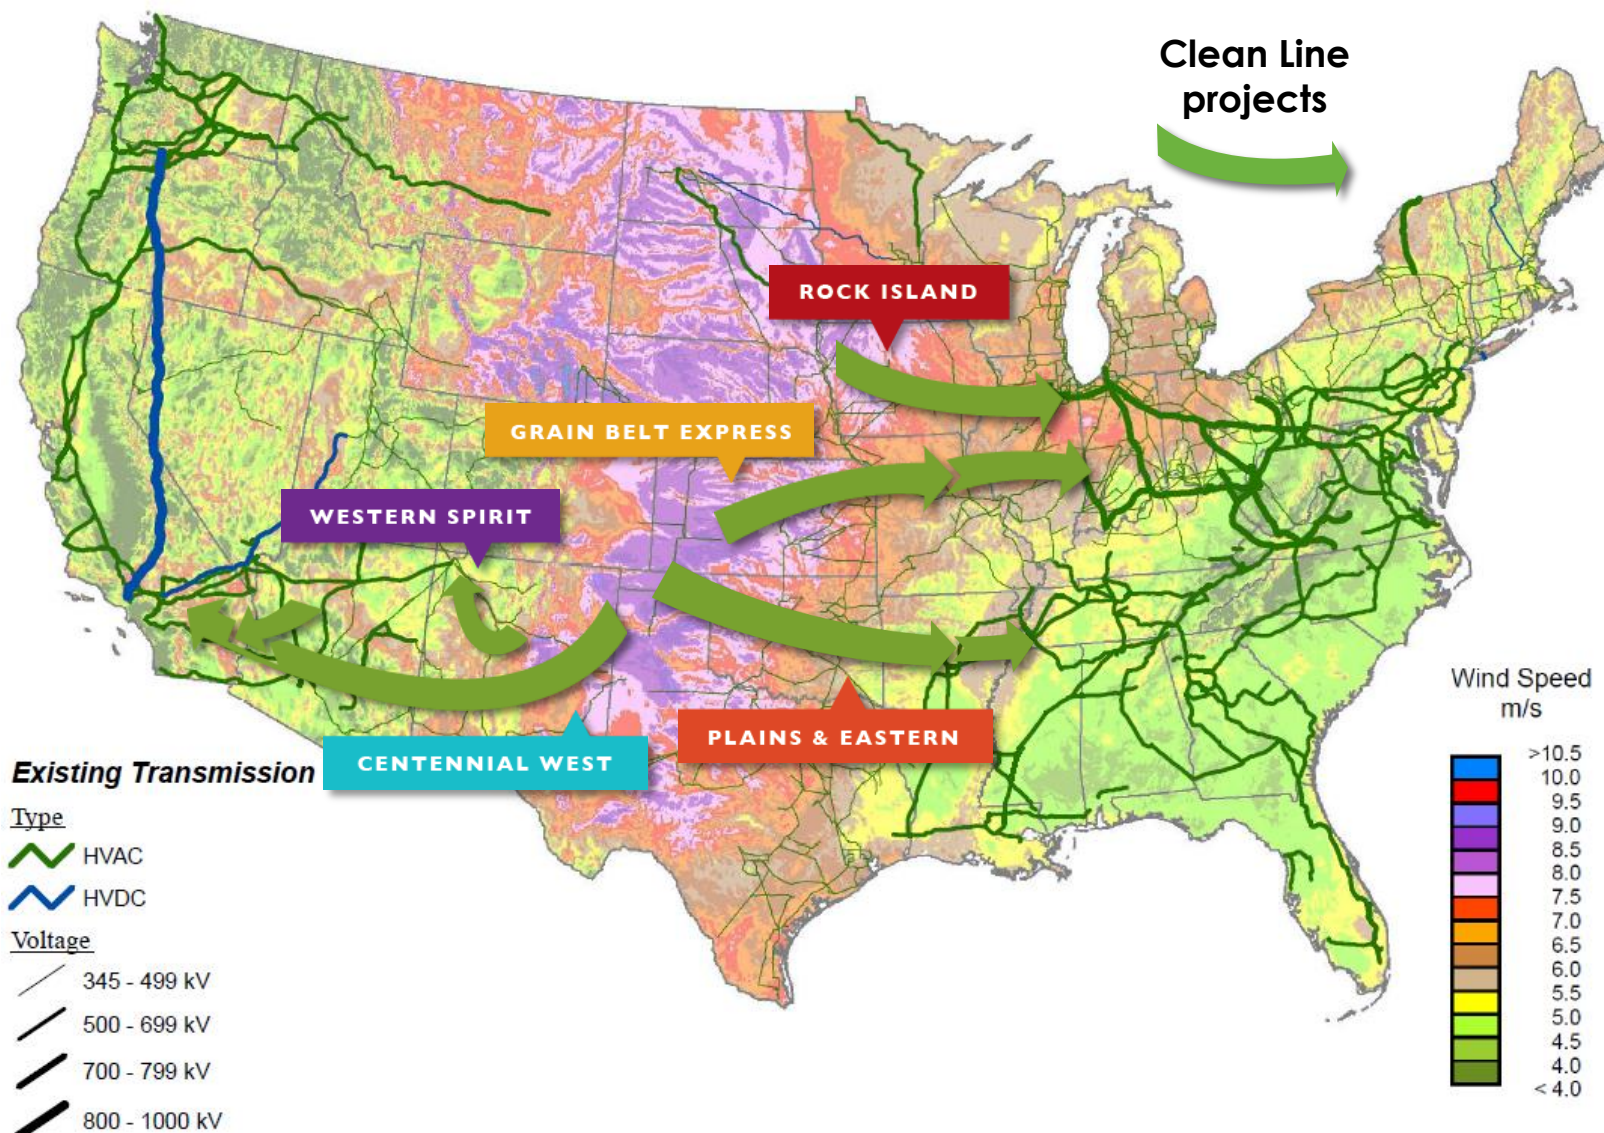 Clean Line
projects
ROCK ISLAND
GRAIN BELT EXPRESS
WESTERN SPIRIT
CENTENNIAL WEST
PLAINS & EASTERN
Existing Transmission
Type
HVAC
HVDC
Voltage
345 - 499 kV
500 - 699 kV
700 - 799 kV
800 - 1000 kV
Wind Speed
m/s
>10.5
10.0
9.5
9.0
8.5
8.0
7.5
7.0
6.5
6.0
5.5
5.0
4.5
4.0
< 4.0